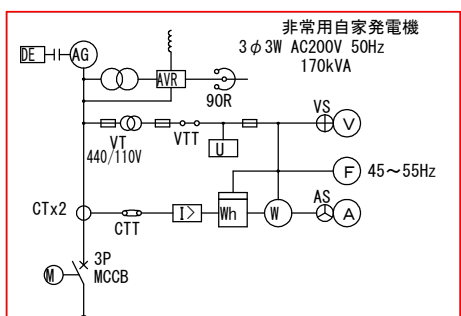 非常用自家発電機
3φ3W AC200V 50Hz
170kVA
DE
AG
AVR
90R
VS
V
VT
440/110V
VTT
U
F
45～55Hz
CTx2
CTT
I>
Wh
W
AS
A
3P
MCCB
M